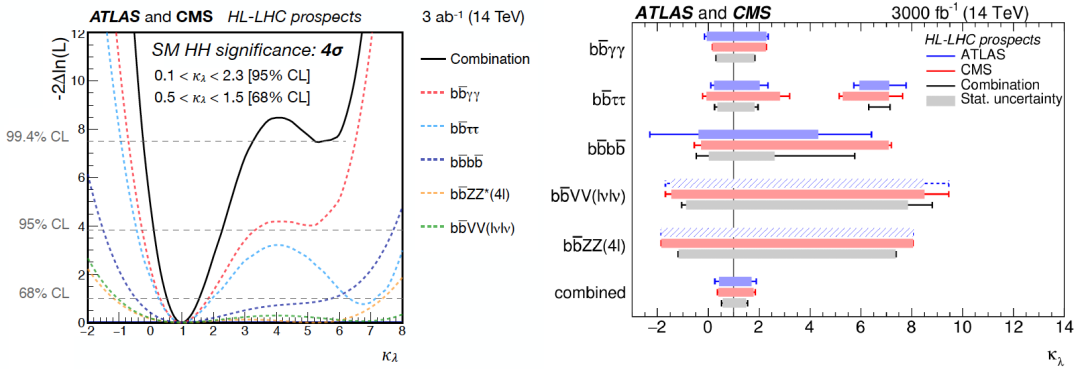 ATLAS and CMS HL-LHC prospects 3 ab⁻¹ (14 TeV)
-2Δln(L)
12
10
8
6
4
2
0
99.4% CL
95% CL
68% CL
SM HH significance: 4σ
0.1 < κλ < 2.3 [95% CL]
0.5 < κλ < 1.5 [68% CL]
−2 −1 0 1 2 3 4 5 6 7 8
κλ
Combination
bb̅γγ
bb̅ττ
bb̅bb̅
bb̅ZZ*(4l)
bb̅VV(lνlν)
ATLAS and CMS 3000 fb⁻¹ (14 TeV)
HL-LHC prospects
ATLAS
CMS
Combination
Stat. uncertainty
bb̅γγ
bb̅ττ
bb̅bb̅
bb̅VV(lνlν)
bb̅ZZ(4l)
combined
−2 0 2 4 6 8 10 12 14
κλ